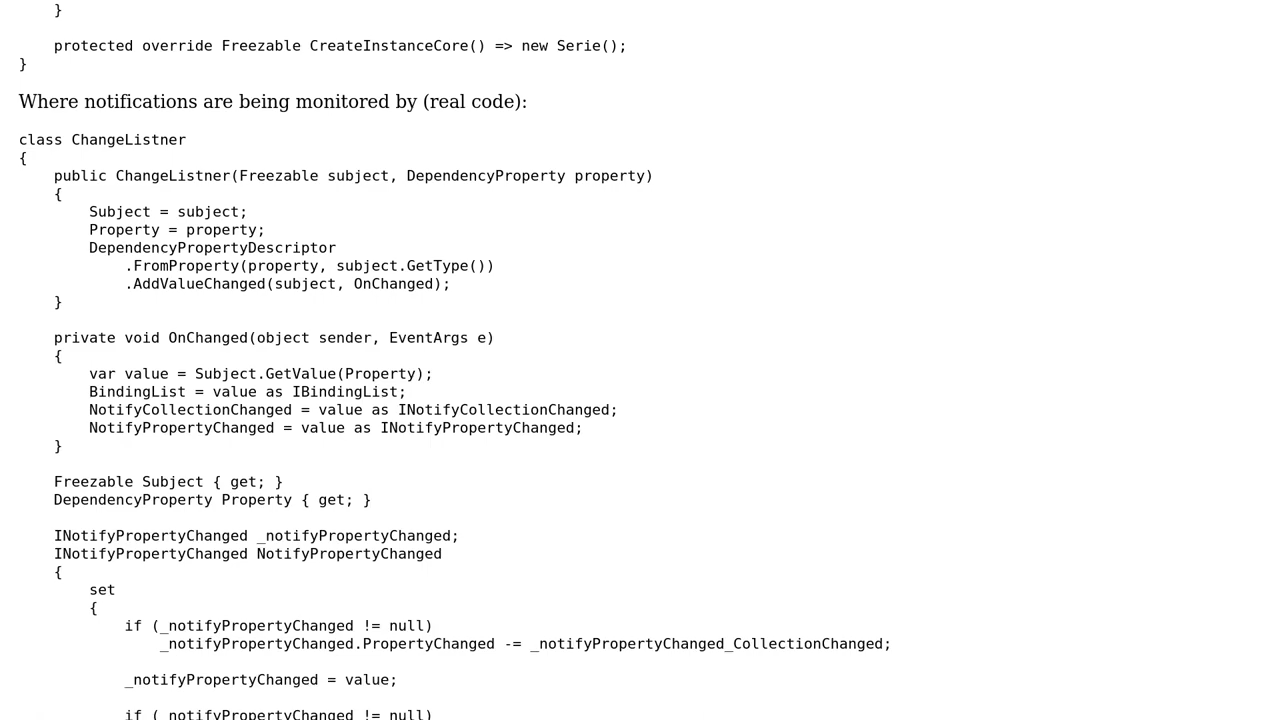 }

    protected override Freezable CreateInstanceCore() => new Serie();
}
Where notifications are being monitored by (real code):
class ChangeListner
{
    public ChangeListner(Freezable subject, DependencyProperty property)
    {
        Subject = subject;
        Property = property;
        DependencyPropertyDescriptor
            .FromProperty(property, subject.GetType())
            .AddValueChanged(subject, OnChanged);
    }

    private void OnChanged(object sender, EventArgs e)
    {
        var value = Subject.GetValue(Property);
        BindingList = value as IBindingList;
        NotifyCollectionChanged = value as INotifyCollectionChanged;
        NotifyPropertyChanged = value as INotifyPropertyChanged;
    }

    Freezable Subject { get; }
    DependencyProperty Property { get; }

    INotifyPropertyChanged _notifyPropertyChanged;
    INotifyPropertyChanged NotifyPropertyChanged
    {
        set
        {
            if (_notifyPropertyChanged != null)
                _notifyPropertyChanged.PropertyChanged -= _notifyPropertyChanged_CollectionChanged;

            _notifyPropertyChanged = value;

            if (_notifyPropertyChanged != null)